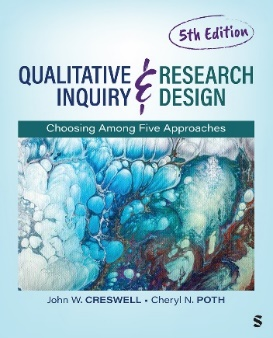 5th Edition
QUALITATIVE & RESEARCH
INQUIRY DESIGN
Choosing Among Five Approaches
John W. CRESWELL • Cheryl N. POTH
S